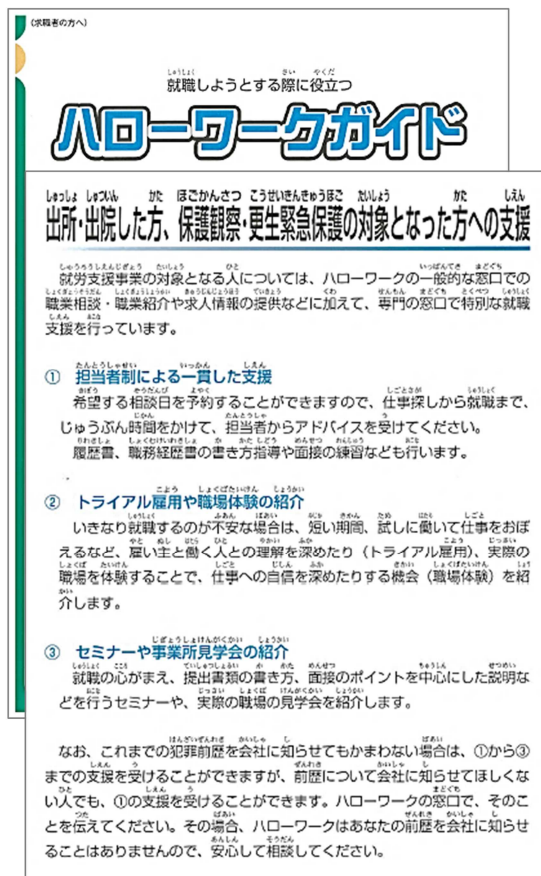 (求職者の方へ)
就職しようとする際に役立つ
ハローワークガイド
出所・出院した方、保護観察・更生緊急保護の対象となった方への支援
就労支援事業の対象となる人については、ハローワークの一般的な窓口での
職業相談・職業紹介や求人情報の提供などに加えて、専門の窓口で特別な就職
支援を行っています。
① 担当者制による一貫した支援
希望する相談日を予約することができますので、仕事探しから就職まで、
じゅうぶん時間をかけて、担当者からアドバイスを受けてください。
履歴書、職務経歴書の書き方指導や面接の練習なども行います。
② トライアル雇用や職場体験の紹介
いきなり就職するのが不安な場合は、短い期間、試しに働いて仕事をおぼ
えるなど、雇い主と働く人との理解を深めたり（トライアル雇用）、実際の
職場を体験することで、仕事への自信を深めたりする機会（職場体験）を紹
介します。
③ セミナーや事業所見学会の紹介
就職の心がまえ、提出書類の書き方、面接のポイントを中心にした説明な
どを行うセミナーや、実際の職場の見学会を紹介します。
なお、これまでの犯罪前歴を会社に知らせてもかまわない場合は、①から③
までの支援を受けることができますが、前歴について会社に知らせてほしくな
い人でも、①の支援を受けることができます。ハローワークの窓口で、そのこ
とを伝えてください。その場合、ハローワークはあなたの前歴を会社に知らせ
ることはありませんので、安心して相談してください。